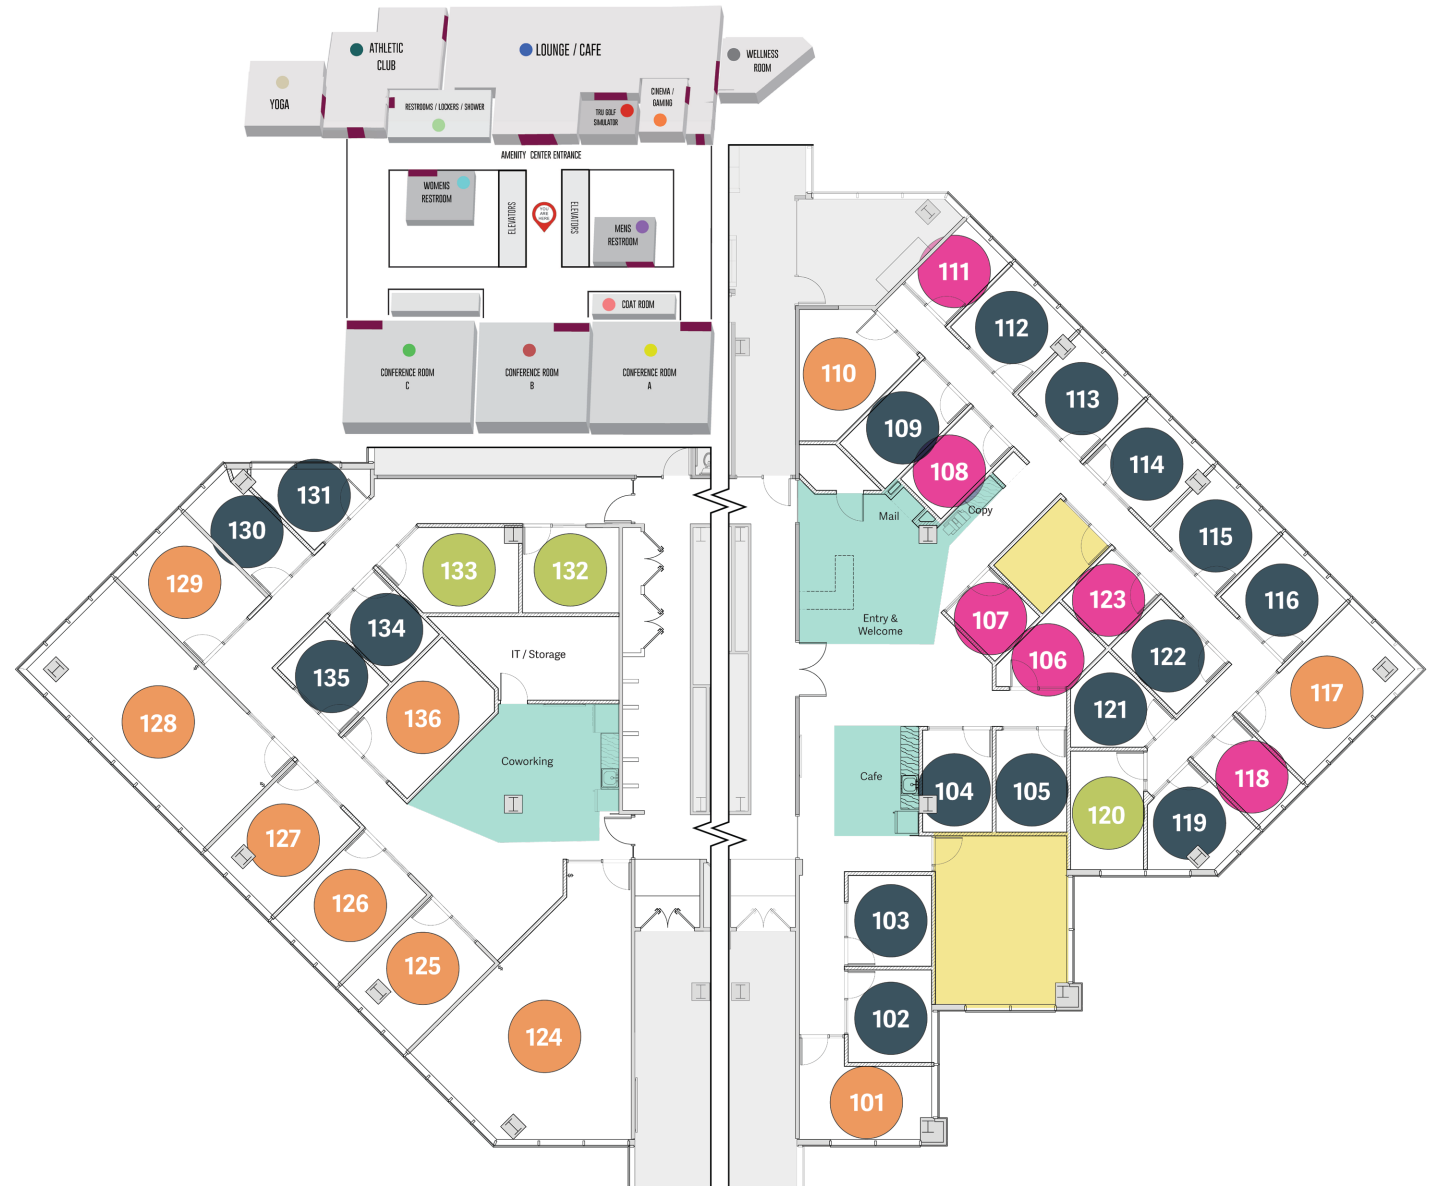 ATHLETIC
CLUB
LOUNGE / CAFE
WELLNESS
ROOM
YOGA
RESTROOMS / LOCKERS / SHOWER
TRU GOLF
SIMULATOR
CINEMA /
GAMING
AMENITY CENTER ENTRANCE
WOMENS
RESTROOM
ELEVATORS
YOU
ARE
HERE
ELEVATORS
MENS
RESTROOM
COAT ROOM
CONFERENCE ROOM
C
CONFERENCE ROOM
B
CONFERENCE ROOM
A
111
112
110
113
109
114
108
131
130
Mail
Copy
115
133
132
129
123
116
107
Entry &
Welcome
134
IT / Storage
106
122
135
117
121
136
128
Coworking
Cafe
118
104
105
120
119
127
126
103
125
102
124
101